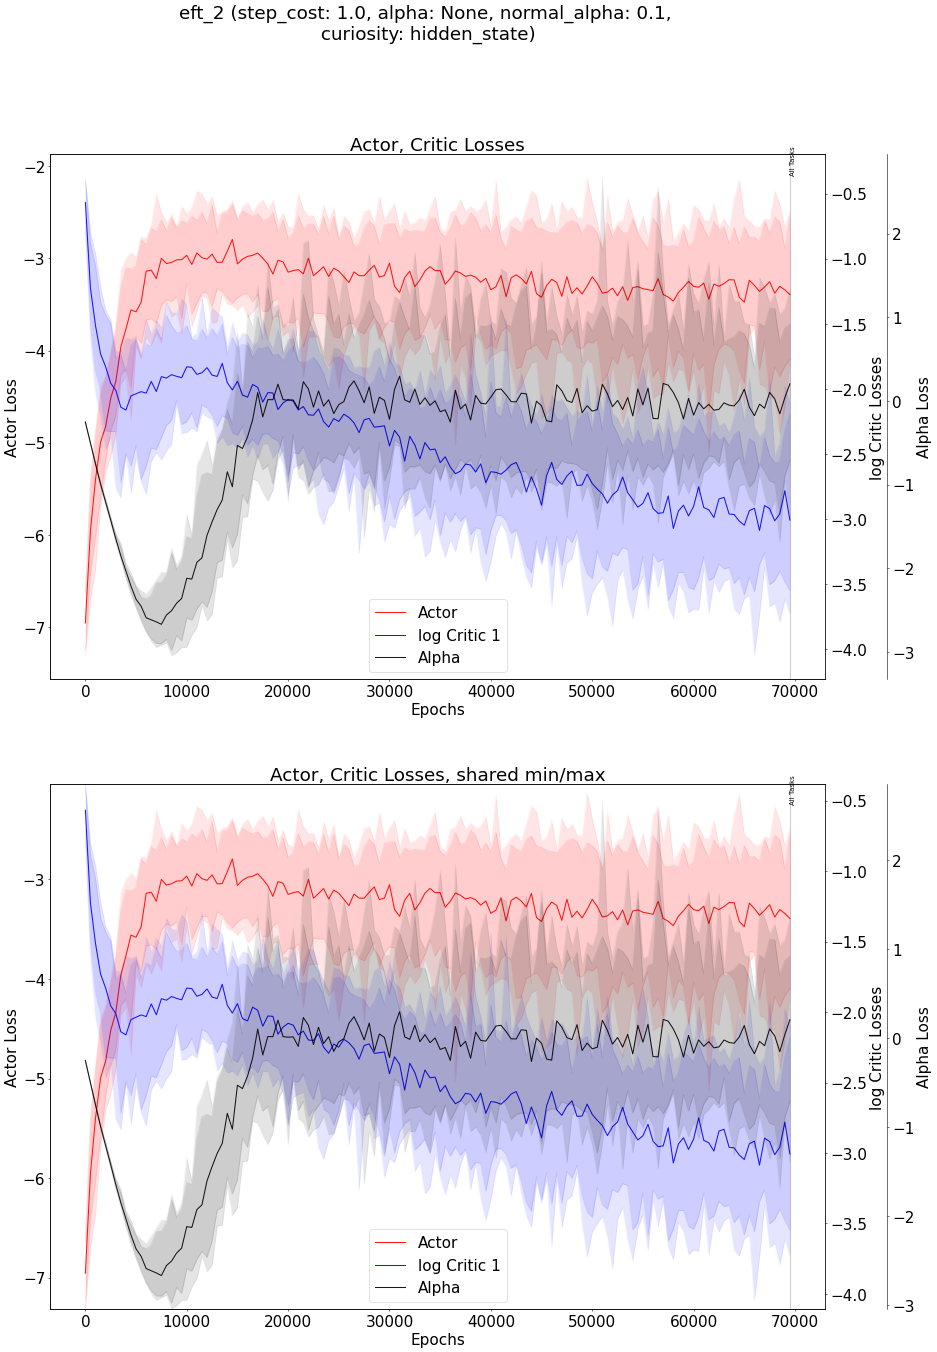 eft_2 (step_cost: 1.0, alpha: None, normal_alpha: 0.1,
curiosity: hidden_state)
Actor, Critic Losses
All Tasks
−2
−3
−4
−5
−6
−7
Actor Loss
−0.5
−1.0
−1.5
−2.0
−2.5
−3.0
−3.5
−4.0
log Critic Losses
2
1
0
−1
−2
−3
Alpha Loss
Actor
log Critic 1
Alpha
0 10000 20000 30000 40000 50000 60000 70000
Epochs
Actor, Critic Losses, shared min/max
All Tasks
−3
−4
−5
−6
−7
Actor Loss
−0.5
−1.0
−1.5
−2.0
−2.5
−3.0
−3.5
−4.0
log Critic Losses
2
1
0
−1
−2
−3
Alpha Loss
Actor
log Critic 1
Alpha
0 10000 20000 30000 40000 50000 60000 70000
Epochs